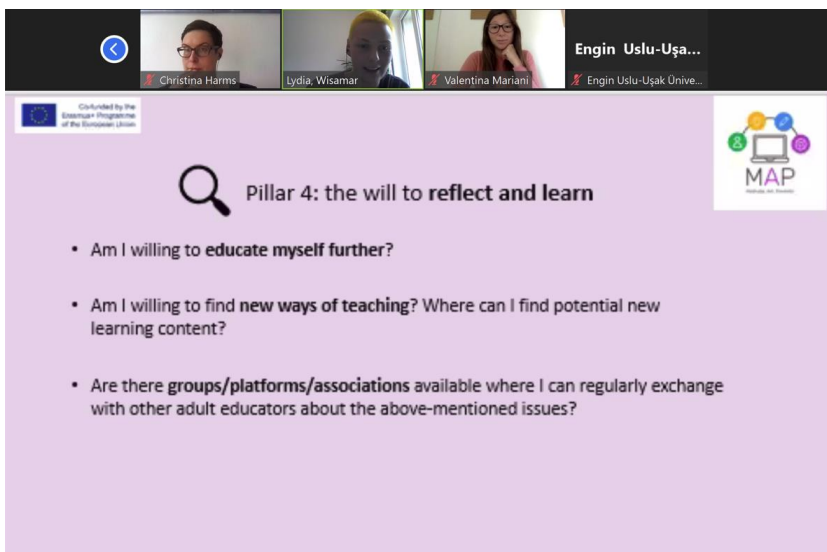 Engin Uslu-Uşa...
Christina Harms
Lydia, Wisamar
Valentina Mariani
Engin Uslu-Uşak Ünive...
Co-funded by the
Erasmus+ Programme
of the European Union
MAP
Pillar 4: the will to reflect and learn
• Am I willing to educate myself further?
• Am I willing to find new ways of teaching? Where can I find potential new
learning content?
• Are there groups/platforms/associations available where I can regularly exchange
with other adult educators about the above-mentioned issues?